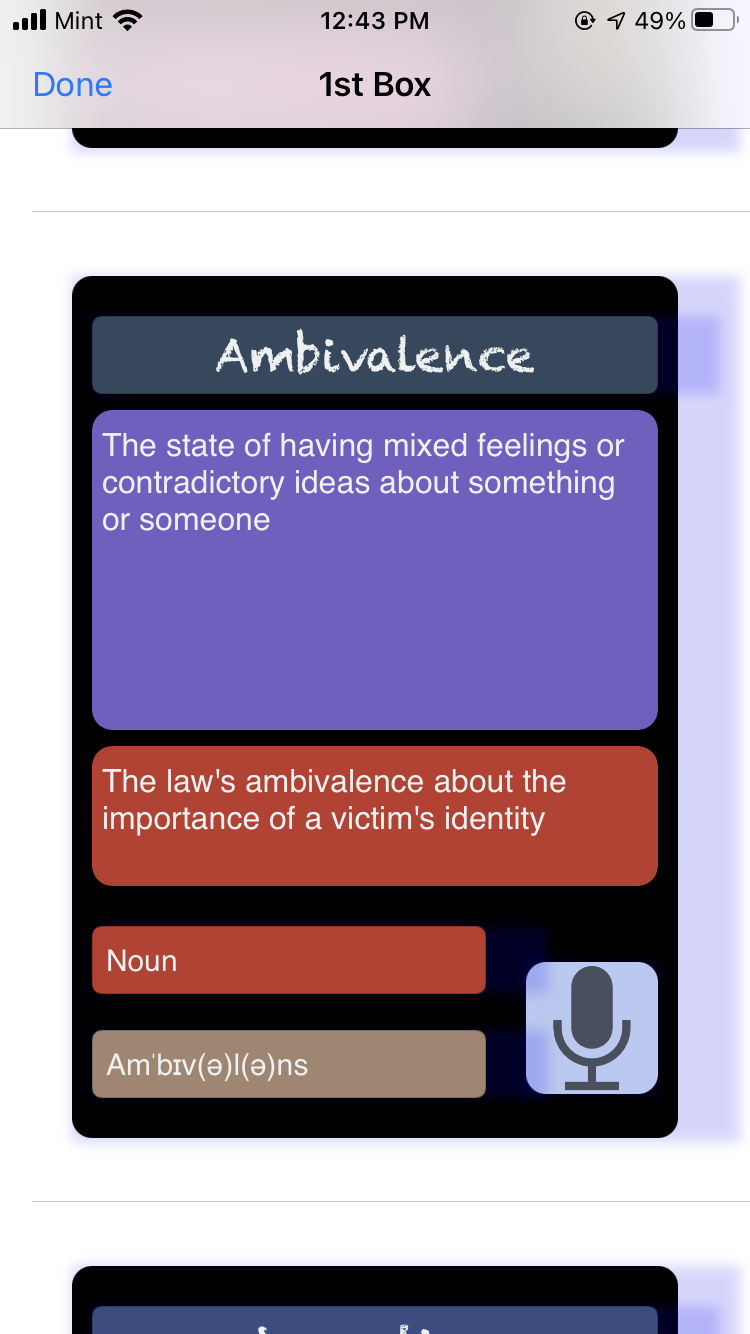 Mint 12:43 PM 49%
Done 1st Box
Ambivalence
The state of having mixed feelings or
contradictory ideas about something
or someone
The law's ambivalence about the
importance of a victim's identity
Noun
Amˈbɪv(ə)l(ə)ns